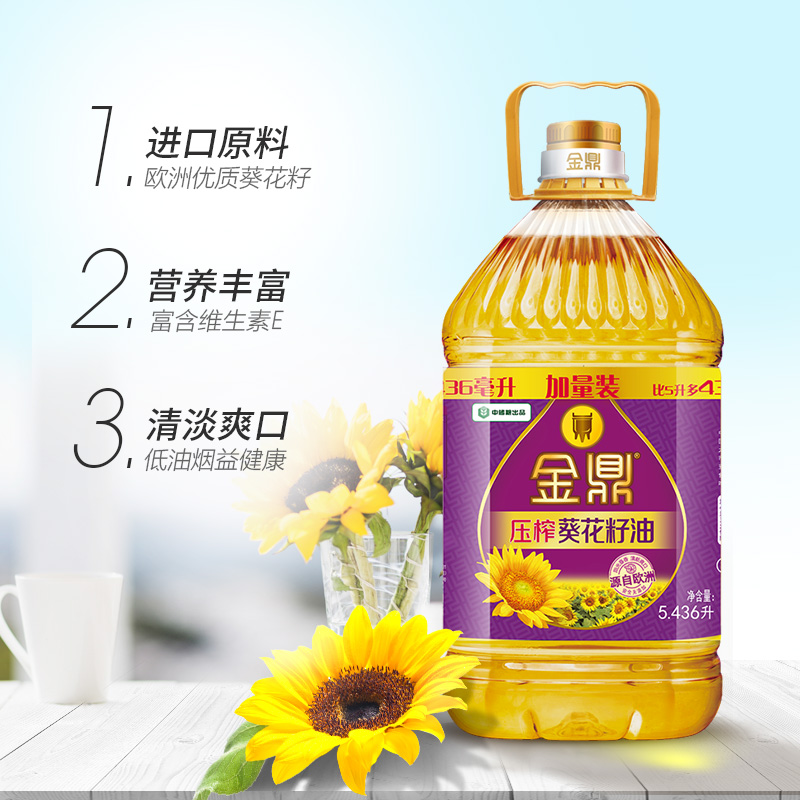 1.
进口原料
欧洲优质葵花籽
2.
营养丰富
富含维生素E
3.
清淡爽口
低油烟益健康
金鼎
36毫升 加量装 比5升多43
中储粮出品
金鼎®
压榨葵花籽油
源自欧洲
净含量:
5.436升